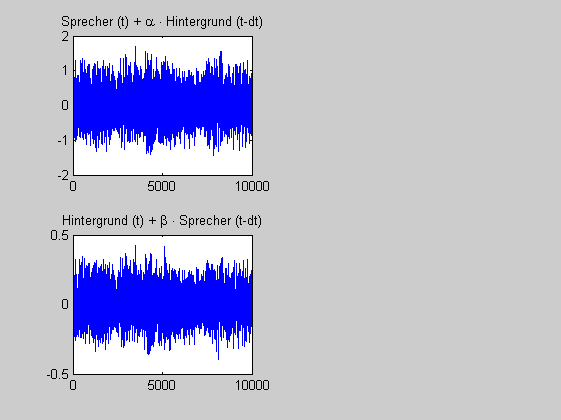 Sprecher (t) + α · Hintergrund (t-dt)
2
1
0
-1
-2
0 5000 10000
Hintergrund (t) + β · Sprecher (t-dt)
0.5
0
-0.5
0 5000 10000